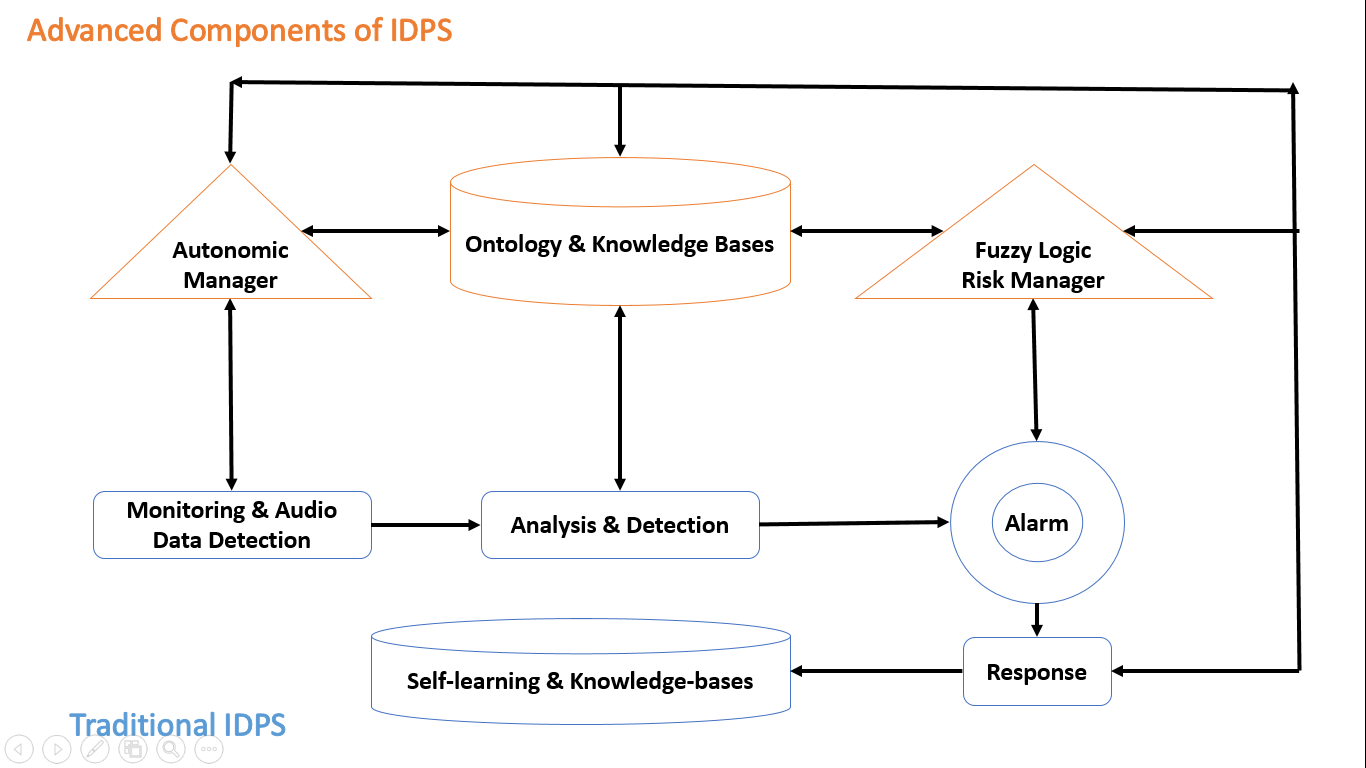 Advanced Components of IDPS
Autonomic
Manager
Ontology & Knowledge Bases
Fuzzy Logic
Risk Manager
Monitoring & Audio
Data Detection
Analysis & Detection
Alarm
Self-learning & Knowledge-bases
Response
Traditional IDPS